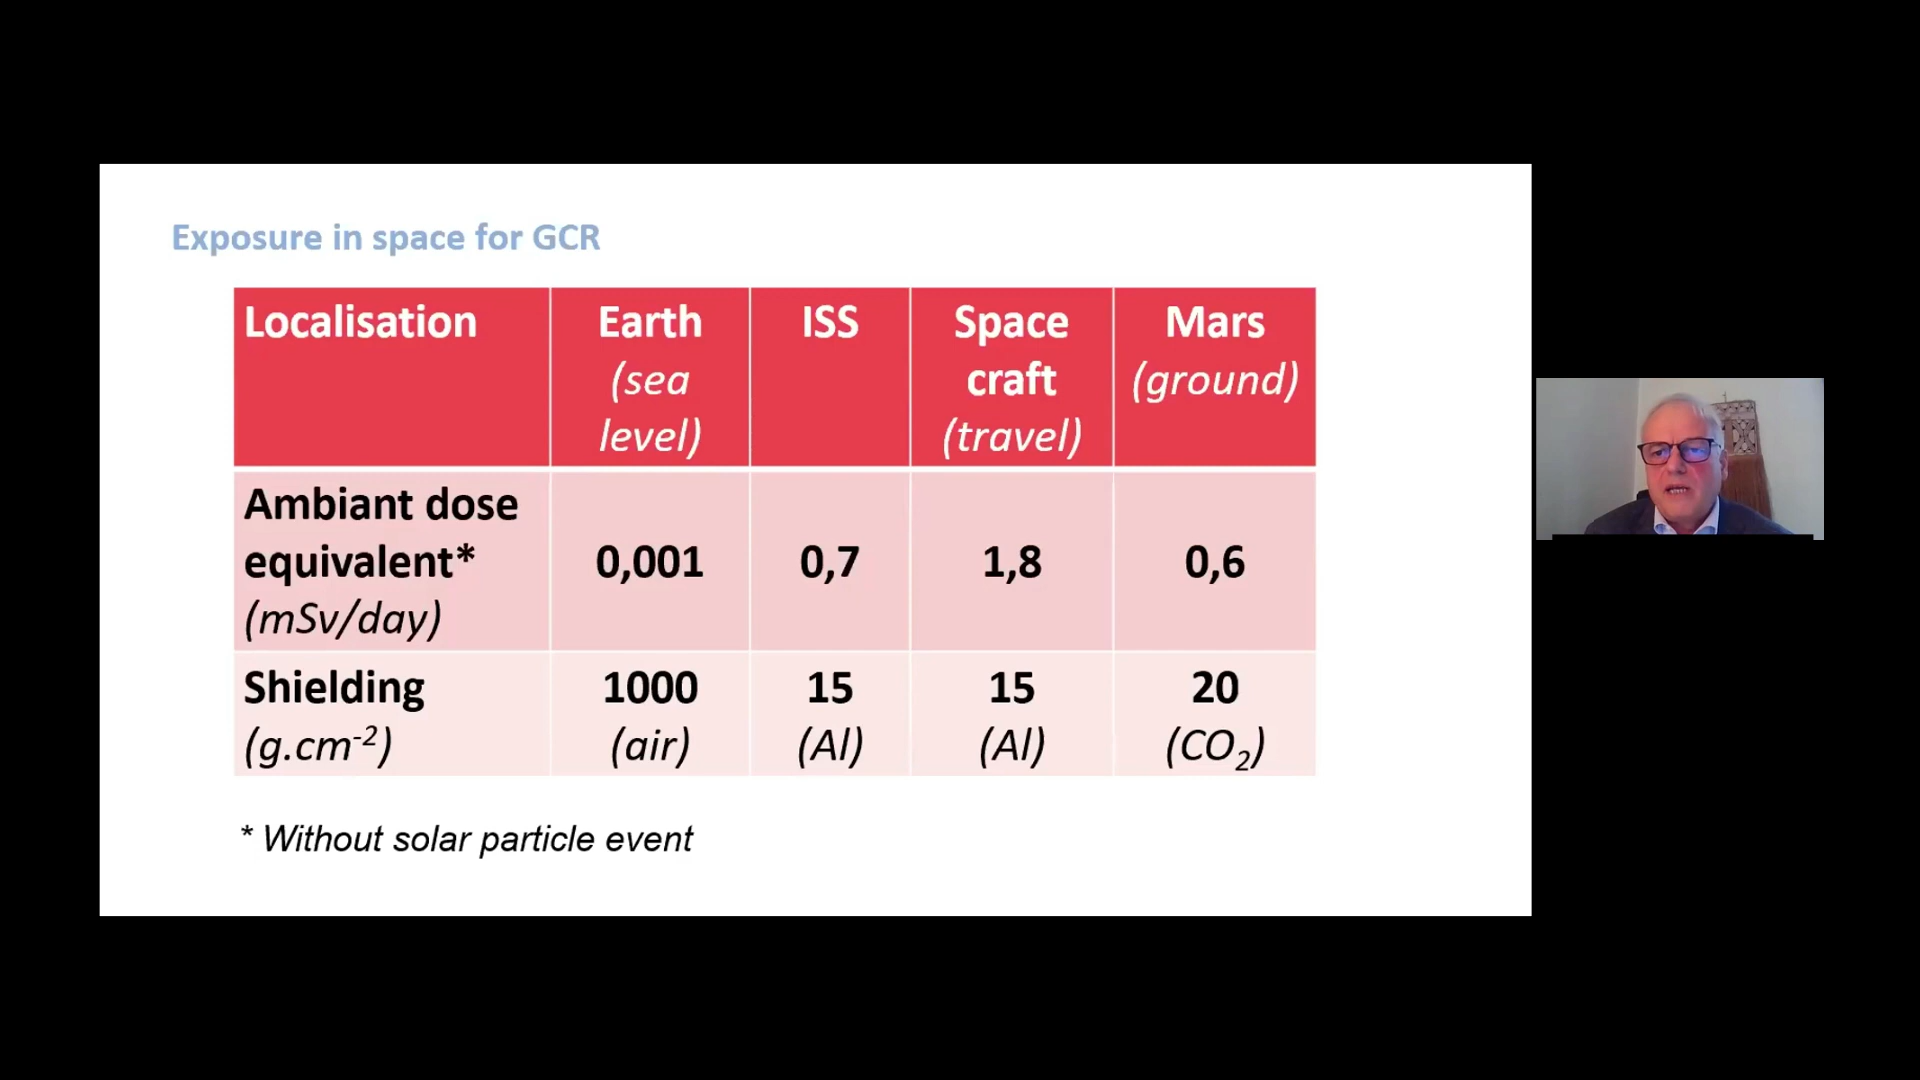 Exposure in space for GCR
Localisation
Earth
(sea
level)
ISS
Space
craft
(travel)
Mars
(ground)
Ambiant dose
equivalent*
(mSv/day)
0,001
0,7
1,8
0,6
Shielding
(g.cm⁻²)
1000
(air)
15
(Al)
15
(Al)
20
(CO₂)
* Without solar particle event